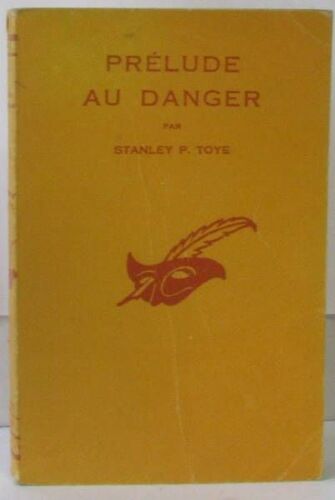 PRÉLUDE
AU DANGER
PAR
STANLEY P. TOYE